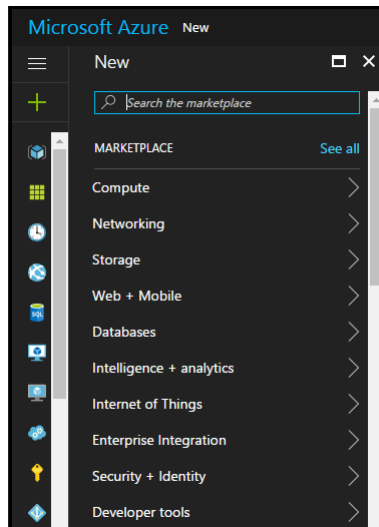 Microsoft Azure New
New
Search the marketplace
MARKETPLACE See all
Compute
Networking
Storage
Web + Mobile
SQL
Databases
Intelligence + analytics
Internet of Things
Enterprise Integration
Security + Identity
Developer tools